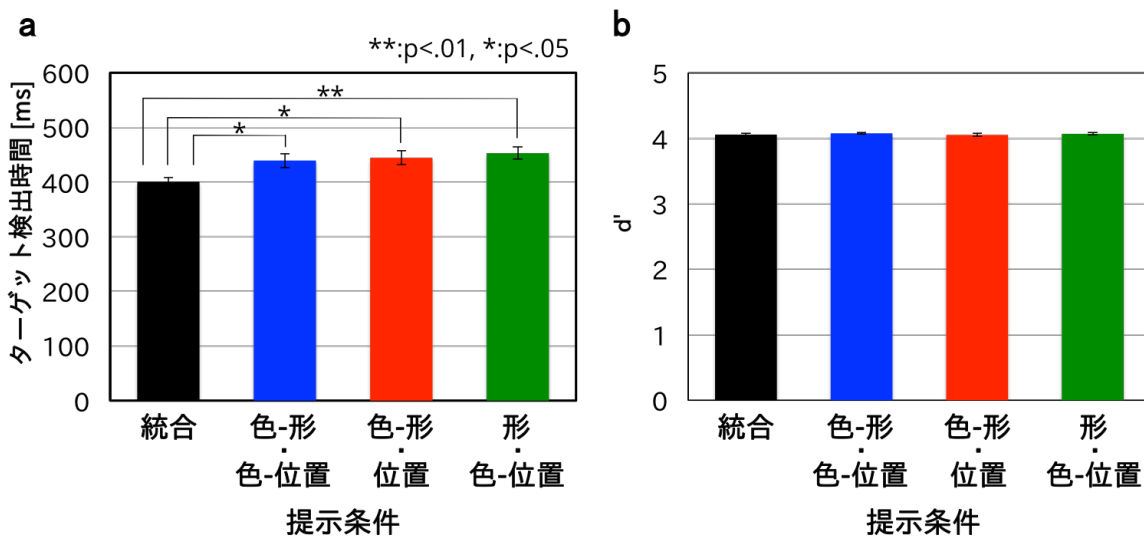 a
**:p<.01, *:p<.05
ターゲット検出時間 [ms]
600
500
400
300
200
100
0
**
*
*
統合
色-形
・
色-位置
色-形
・
位置
形
・
色-位置
提示条件
b
d'
5
4
3
2
1
0
統合
色-形
・
色-位置
色-形
・
位置
形
・
色-位置
提示条件